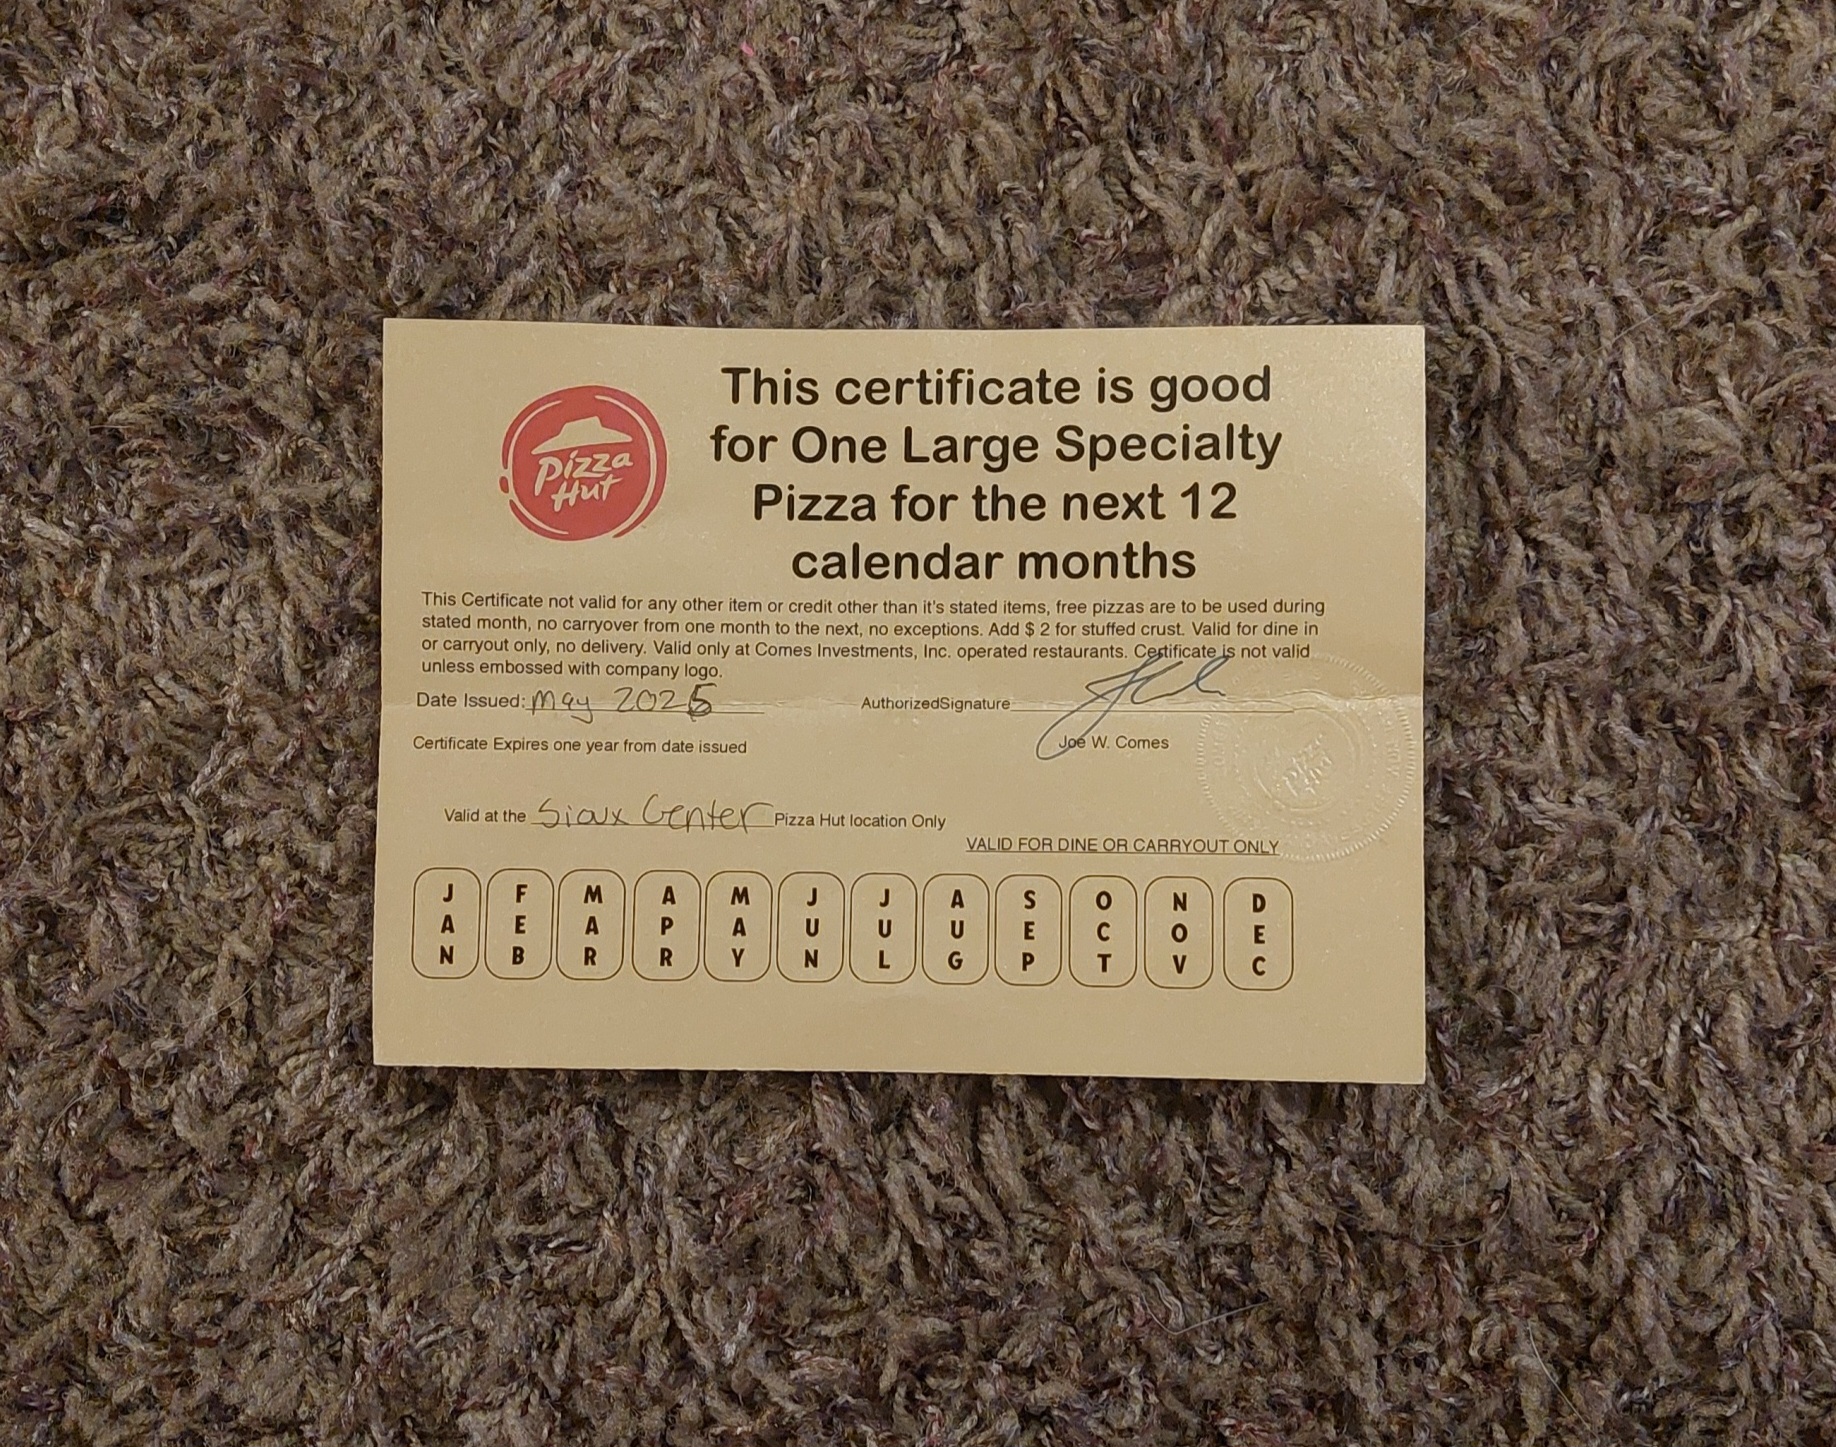 This certificate is good
for One Large Specialty
Pizza for the next 12
calendar months
Pizza
Hut
This Certificate not valid for any other item or credit other than it's stated items, free pizzas are to be used during
stated month, no carryover from one month to the next, no exceptions. Add $ 2 for stuffed crust. Valid for dine in
or carryout only, no delivery. Valid only at Comes Investments, Inc. operated restaurants. Certificate is not valid
unless embossed with company logo.
Date Issued: May 2025 AuthorizedSignature
Certificate Expires one year from date issued Joe W. Comes
Pizza
Hut
Valid at the Sioux Center Pizza Hut location Only
VALID FOR DINE OR CARRYOUT ONLY
JAN FEB MAR APR MAY JUN JUL AUG SEP OCT NOV DEC